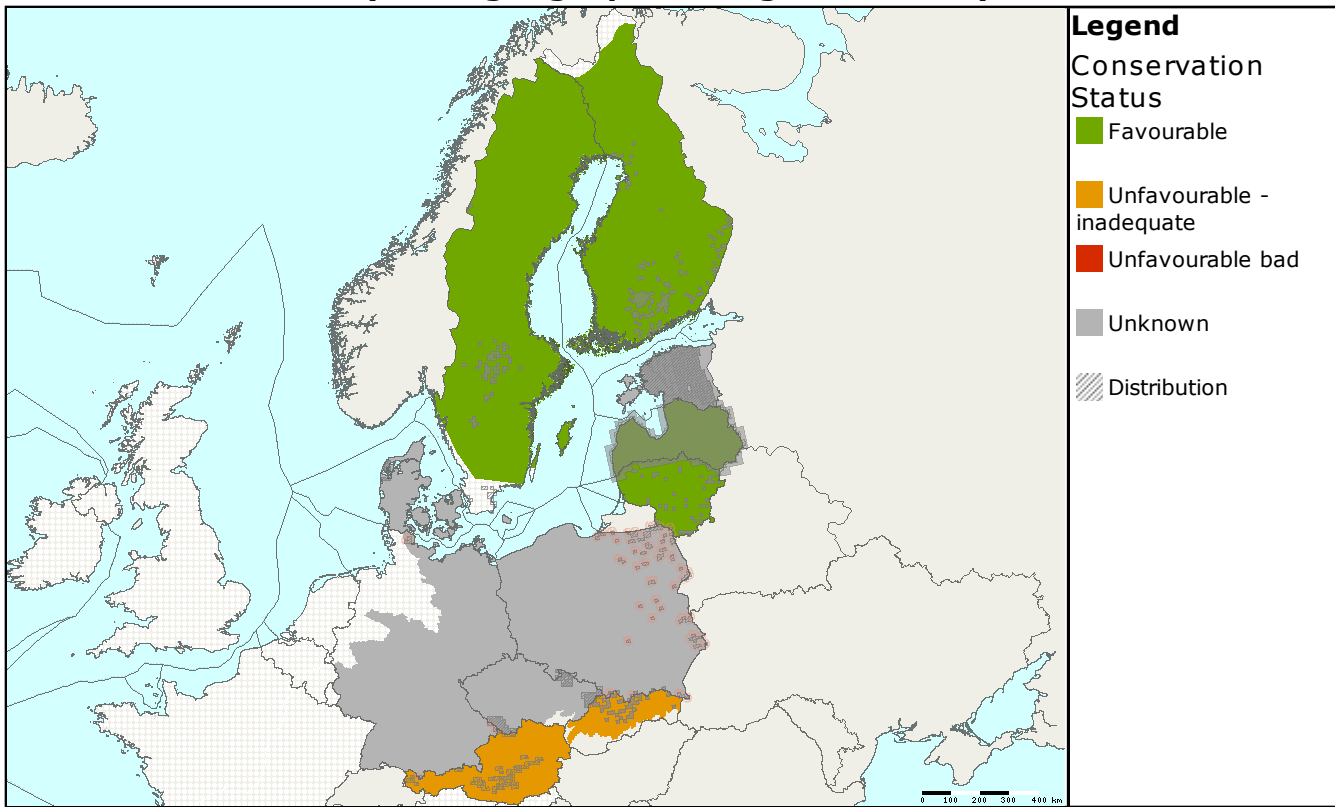 Legend
Conservation
Status
Favourable
Unfavourable -
inadequate
Unfavourable bad
Unknown
Distribution
0 100 200 300 400 km